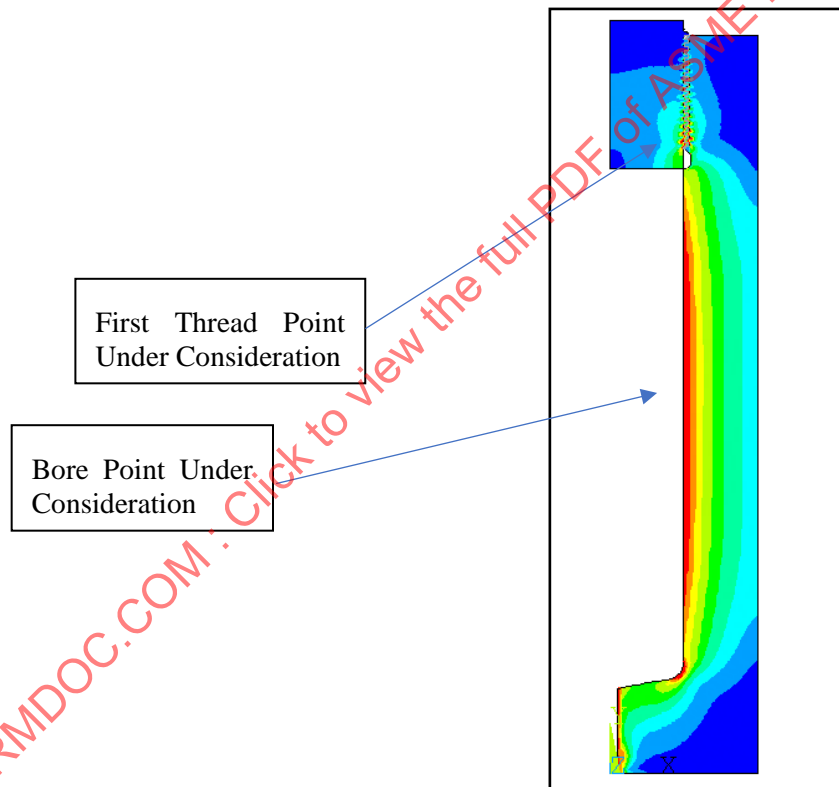 First Thread Point
Under Consideration
Bore Point Under
Consideration
RMDOC.COM : Click to view the full PDF of ASME
X